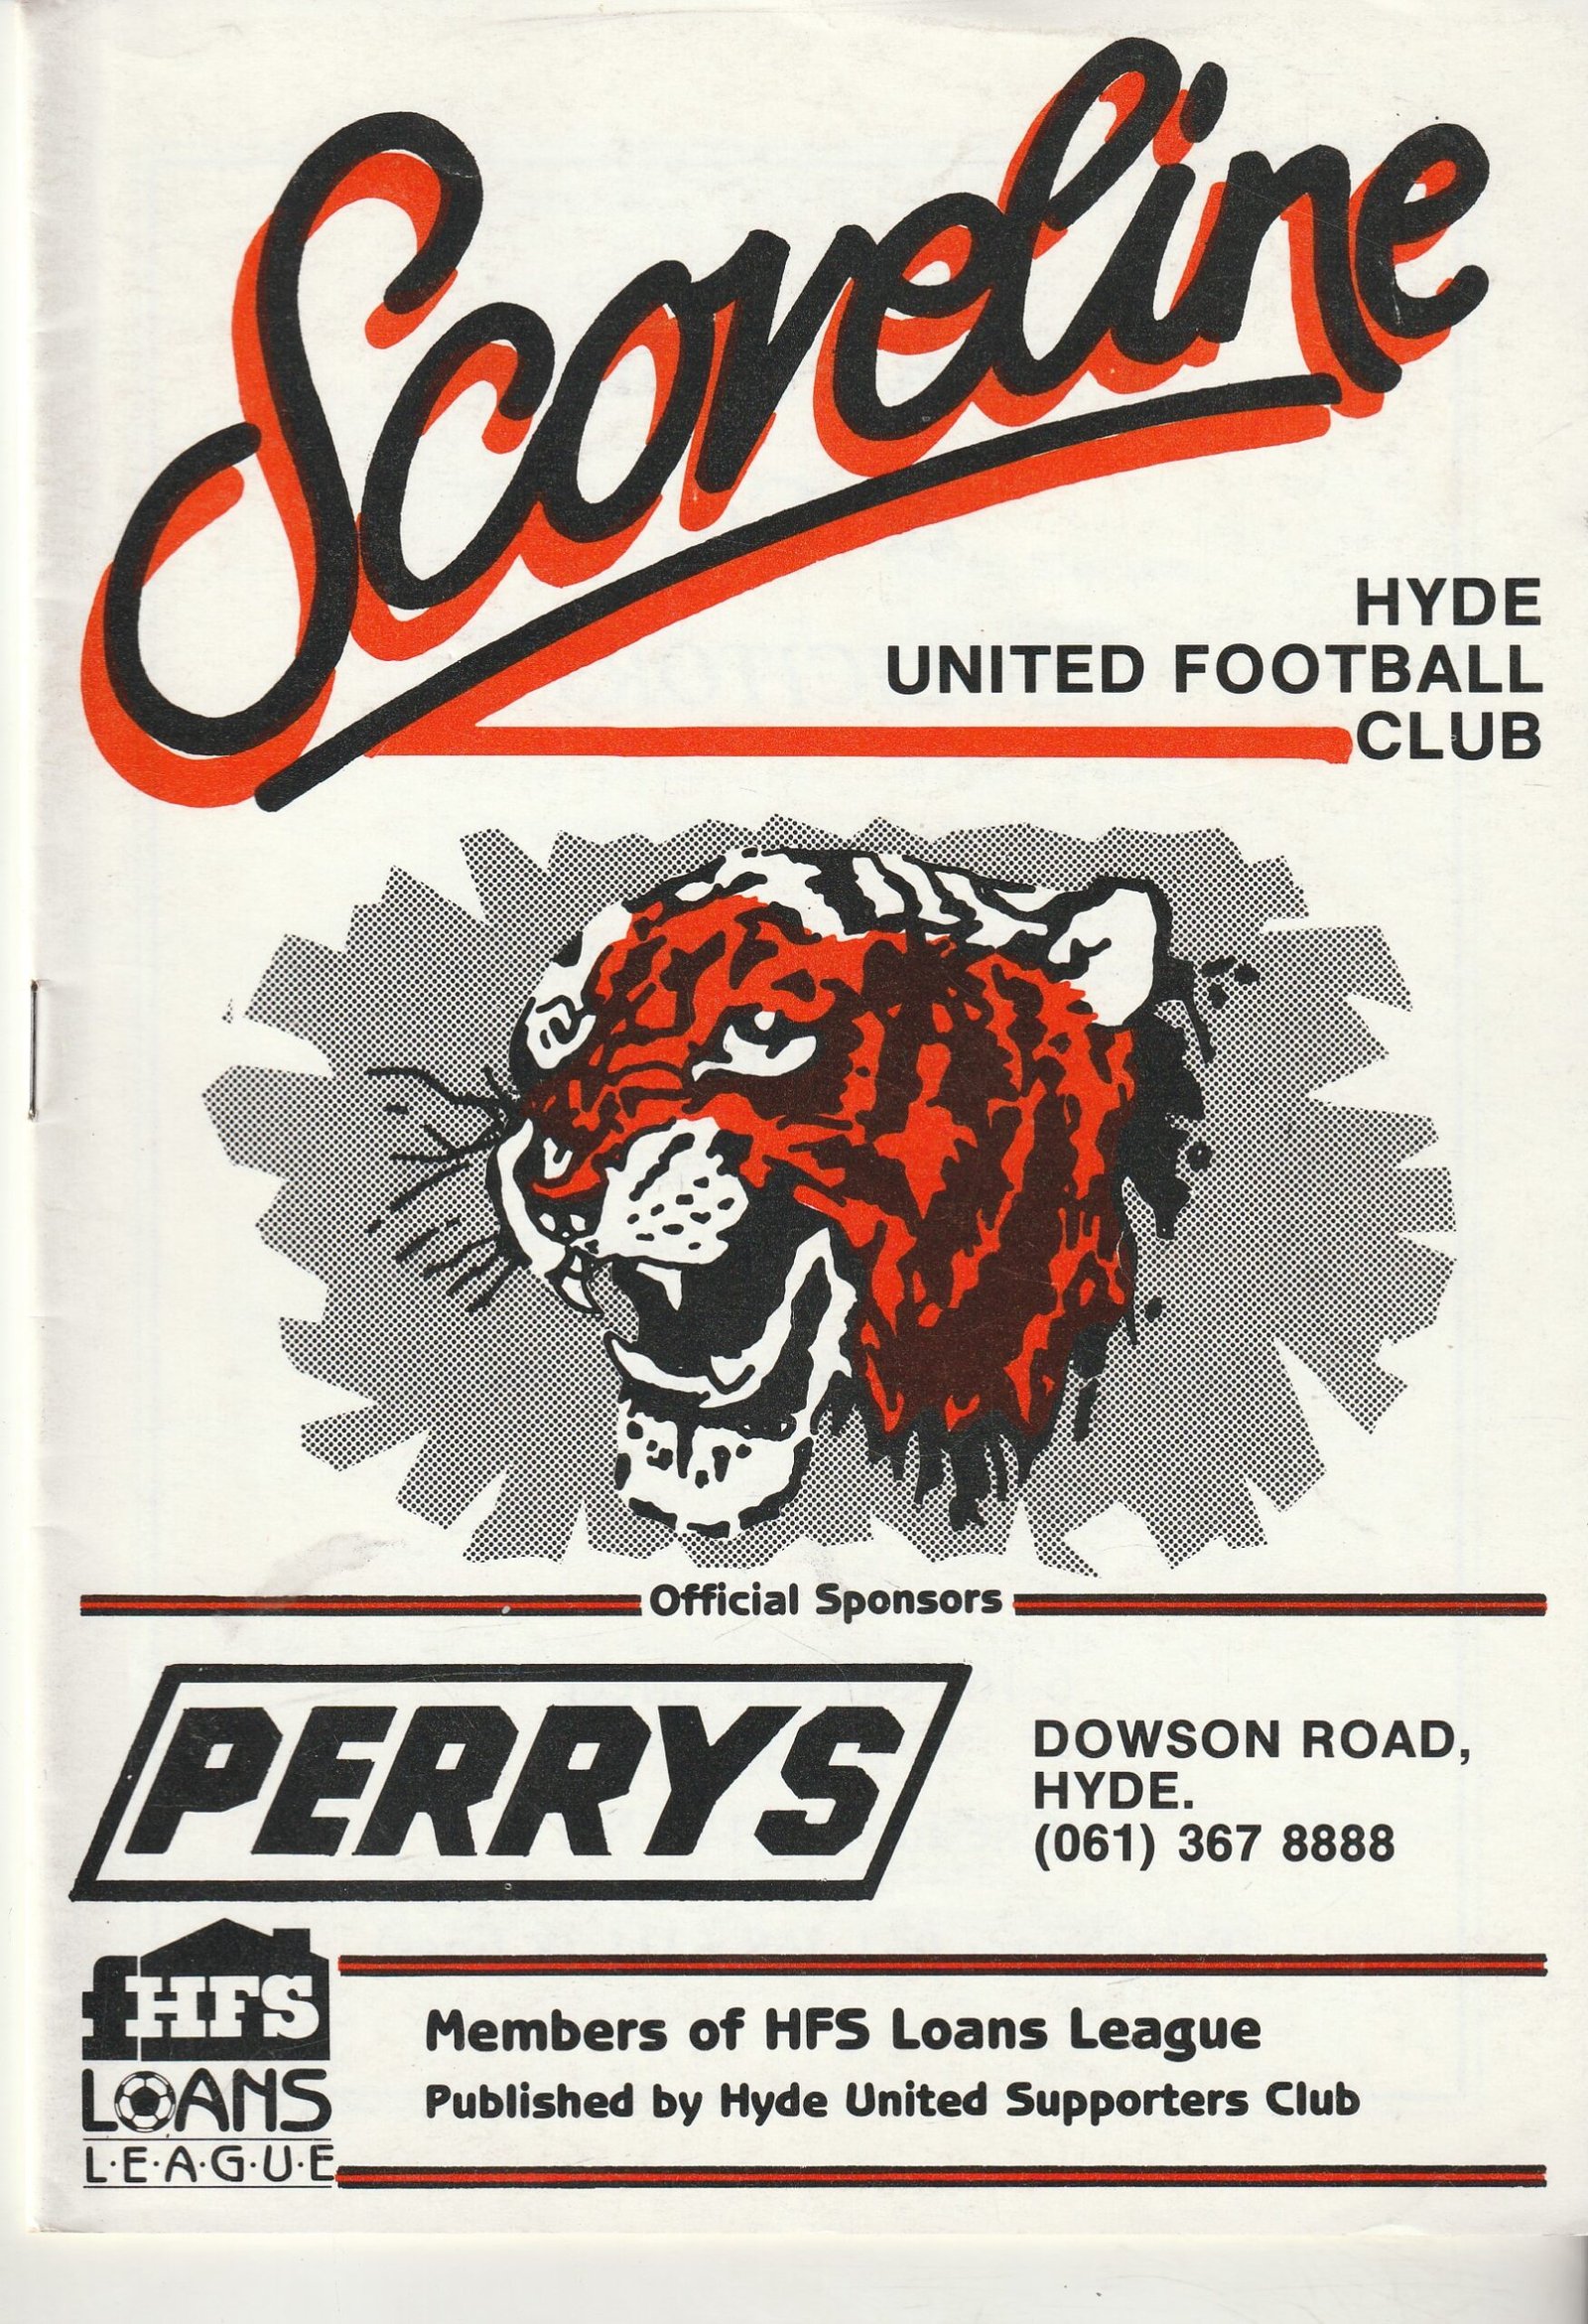 Scoreline
HYDE
UNITED FOOTBALL
CLUB
Official Sponsors
PERRYS
DOWSON ROAD,
HYDE.
(061) 367 8888
HFS
LOANS
L·E·A·G·U·E
Members of HFS Loans League
Published by Hyde United Supporters Club